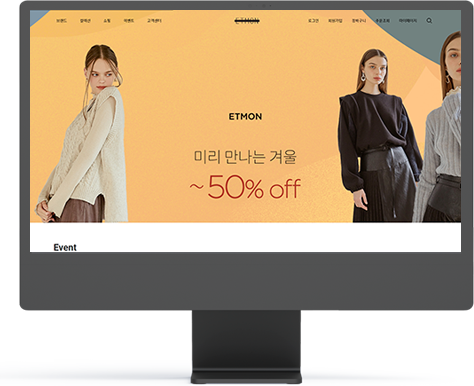 브랜드 컬렉션 쇼핑 이벤트 고객센터 ETMON 로그인 회원가입 장바구니 주문조회 마이페이지
ETMON
미리 만나는 겨울
~50% off
Event